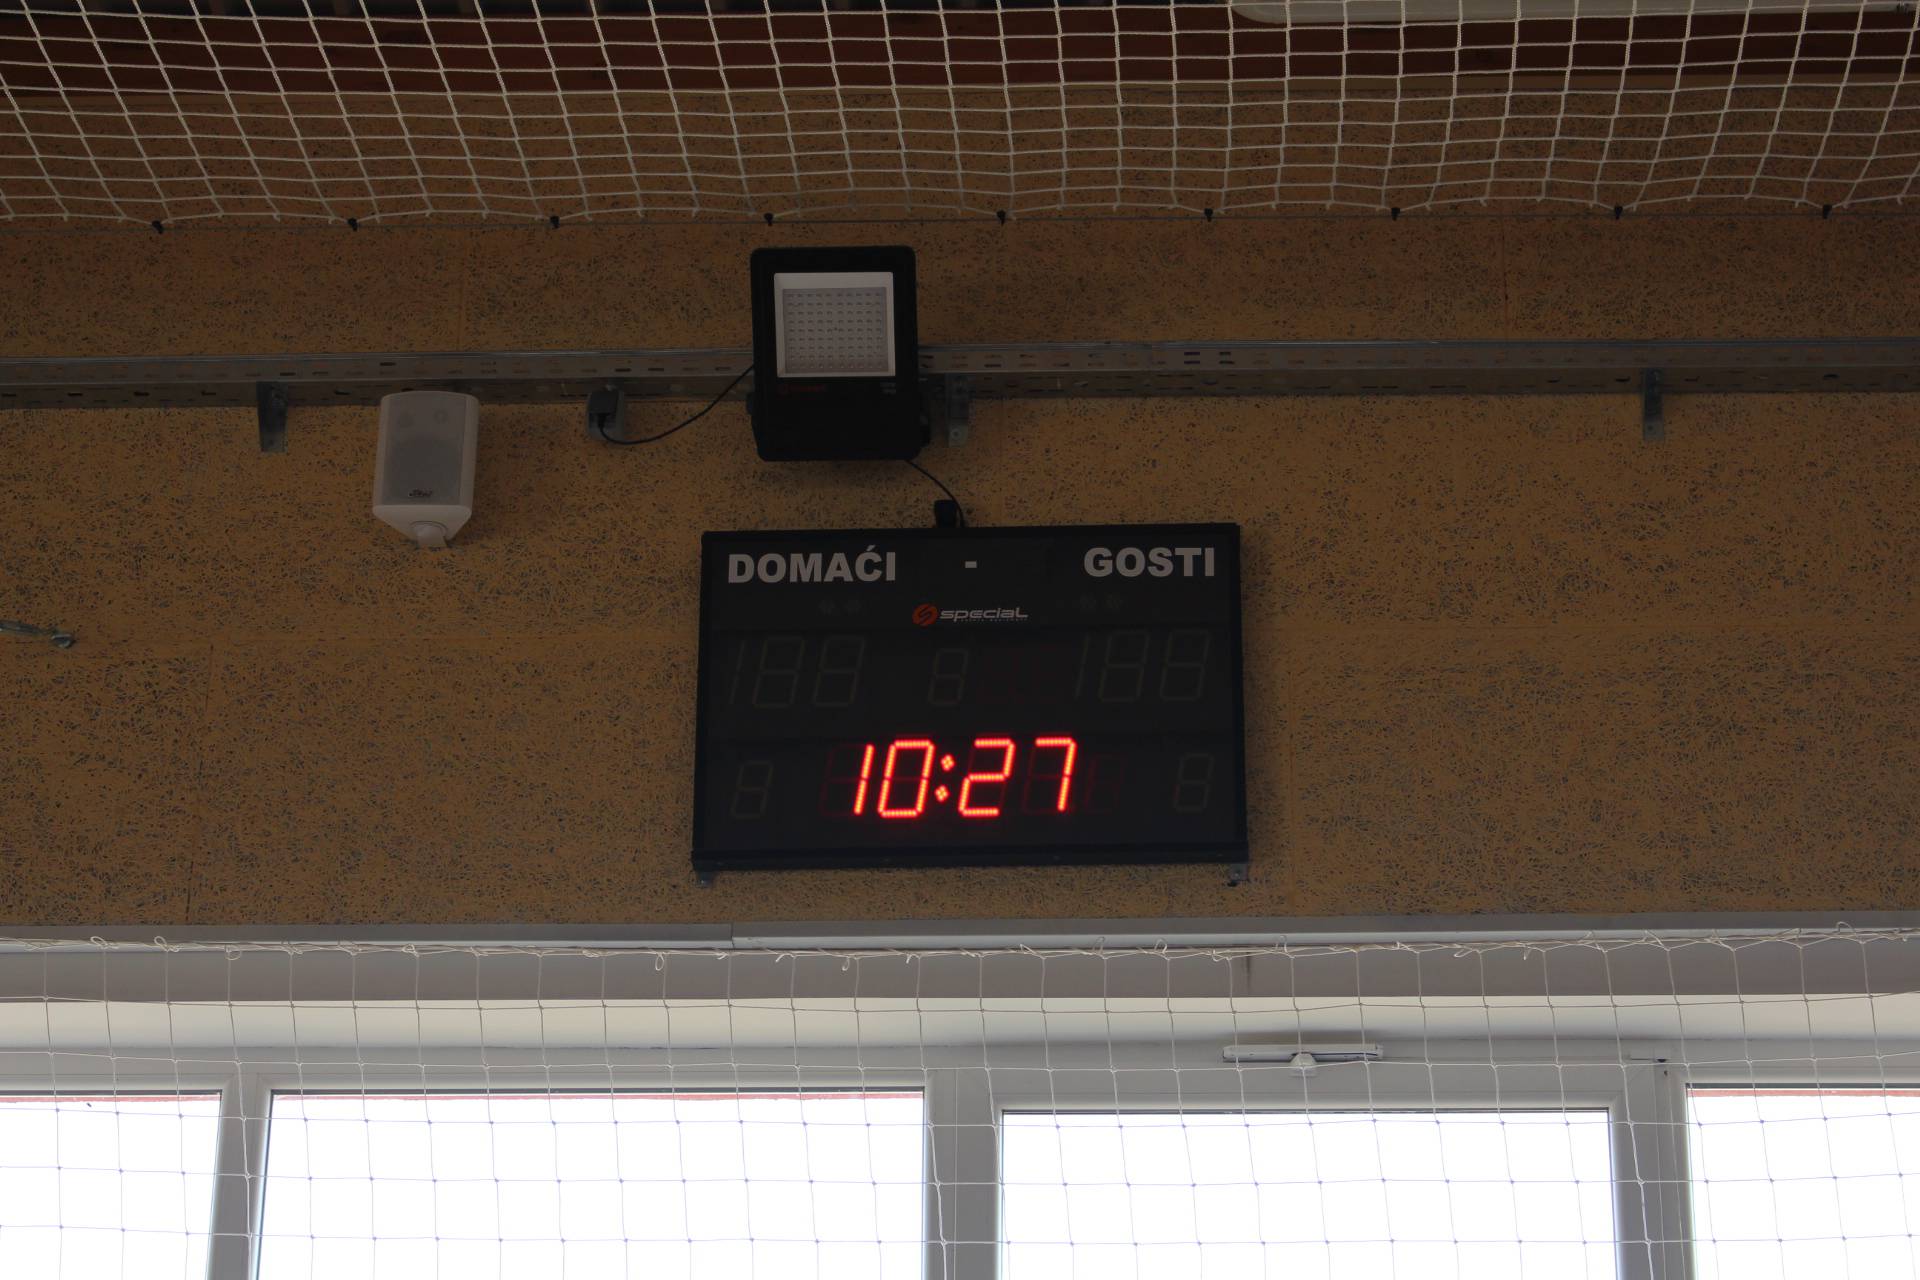 DOMAĆI - GOSTI
special
10:27